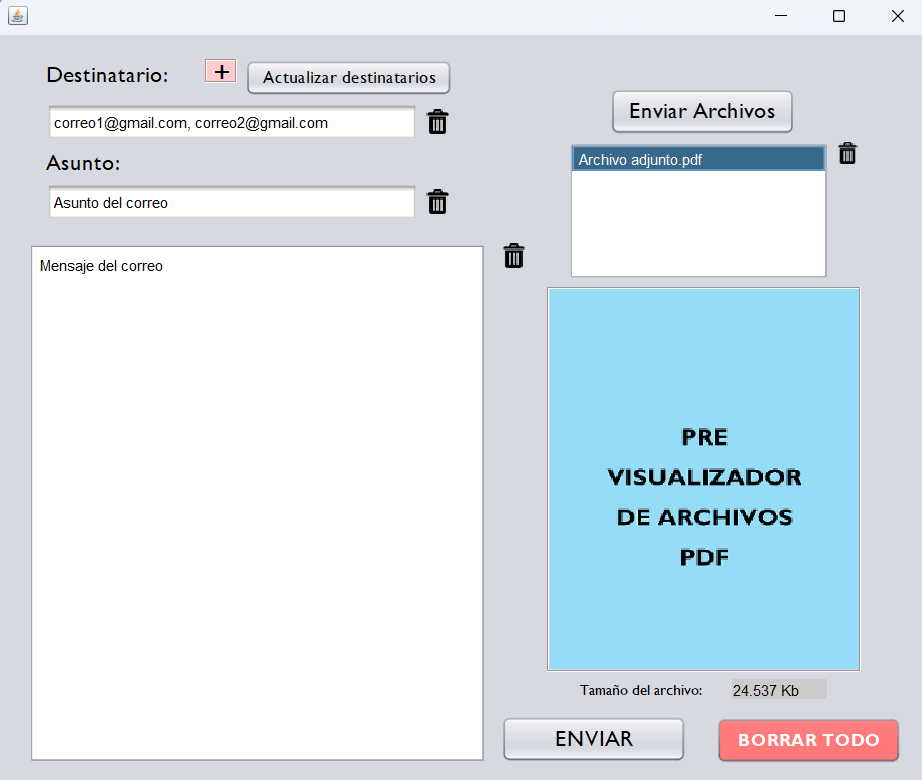 Destinatario:
+
Actualizar destinatarios
correo1@gmail.com, correo2@gmail.com
Asunto:
Asunto del correo
Mensaje del correo
Enviar Archivos
Archivo adjunto.pdf
PRE
VISUALIZADOR
DE ARCHIVOS
PDF
Tamaño del archivo: 24.537 Kb
ENVIAR
BORRAR TODO